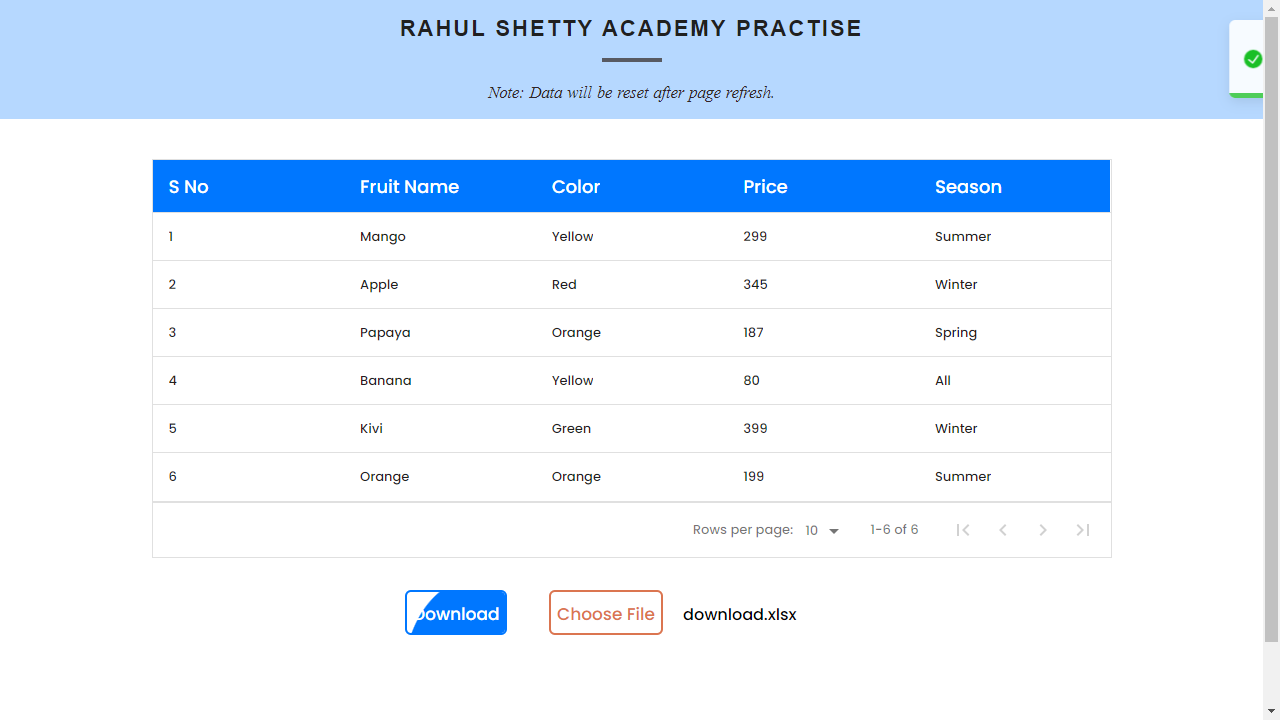 RAHUL SHETTY ACADEMY PRACTISE
Note: Data will be reset after page refresh.
S No Fruit Name Color Price Season
1 Mango Yellow 299 Summer
2 Apple Red 345 Winter
3 Papaya Orange 187 Spring
4 Banana Yellow 80 All
5 Kivi Green 399 Winter
6 Orange Orange 199 Summer
Rows per page: 10 1-6 of 6
Download Choose File download.xlsx